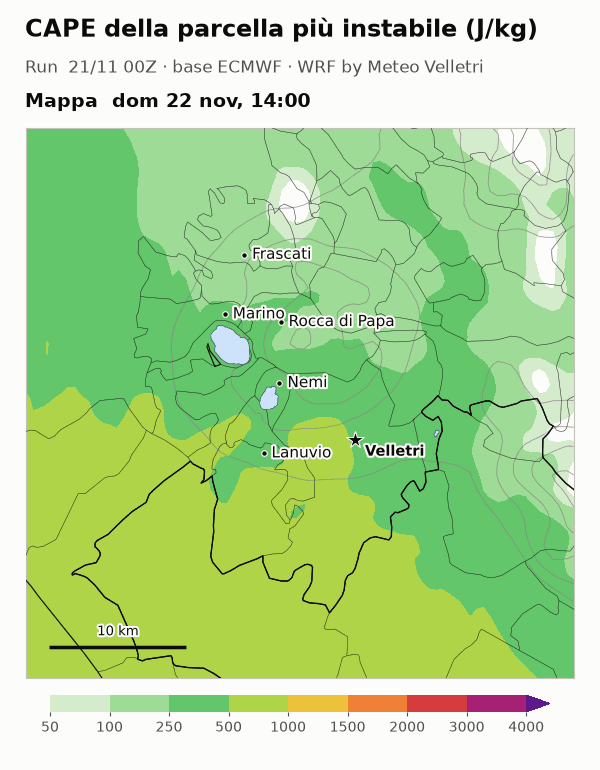 CAPE della parcella più instabile (J/kg)
Run 21/11 00Z · base ECMWF · WRF by Meteo Velletri
Mappa dom 22 nov, 14:00
Frascati
Marino
Rocca di Papa
Nemi
Velletri
Lanuvio
10 km
50 100 250 500 1000 1500 2000 3000 4000